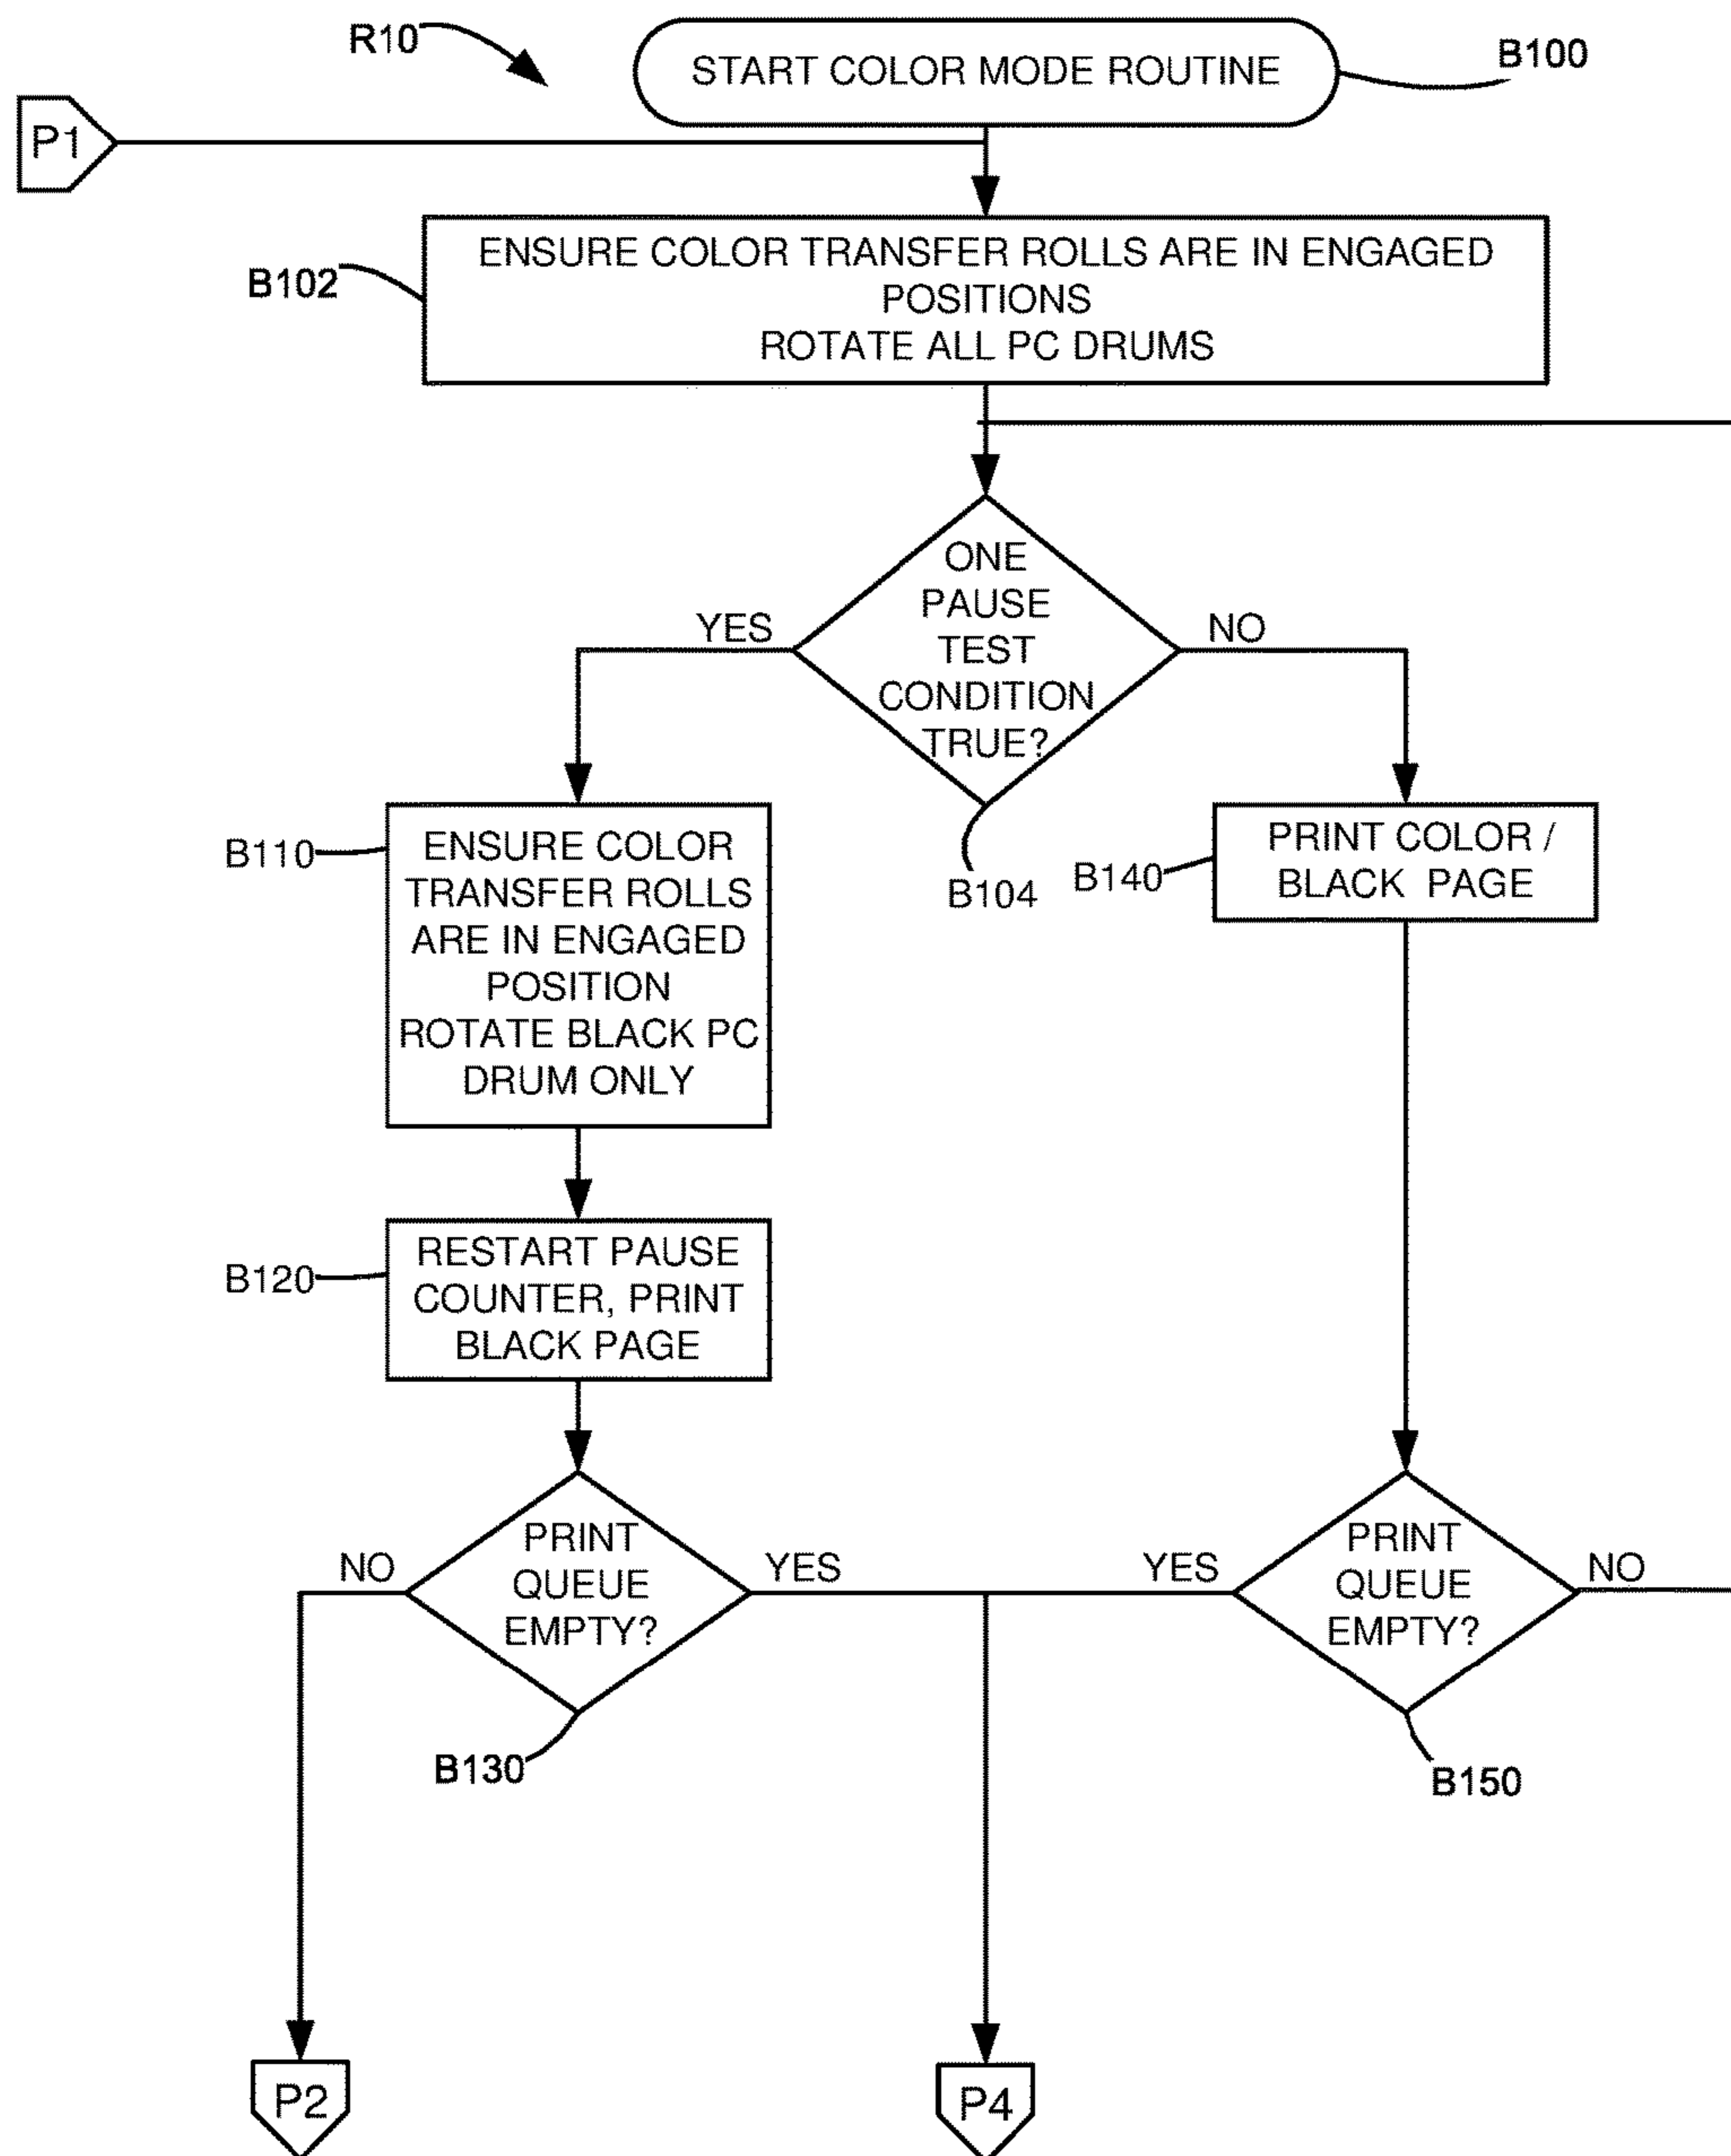 R10
START COLOR MODE ROUTINE
B100
P1
ENSURE COLOR TRANSFER ROLLS ARE IN ENGAGED
POSITIONS
ROTATE ALL PC DRUMS
B102
ONE
PAUSE
TEST
CONDITION
TRUE?
YES
NO
B104
ENSURE COLOR
TRANSFER ROLLS
ARE IN ENGAGED
POSITION
ROTATE BLACK PC
DRUM ONLY
B110
PRINT COLOR /
BLACK PAGE
B140
RESTART PAUSE
COUNTER, PRINT
BLACK PAGE
B120
NO
PRINT
QUEUE
EMPTY?
YES
B130
YES
PRINT
QUEUE
EMPTY?
NO
B150
P2
P4